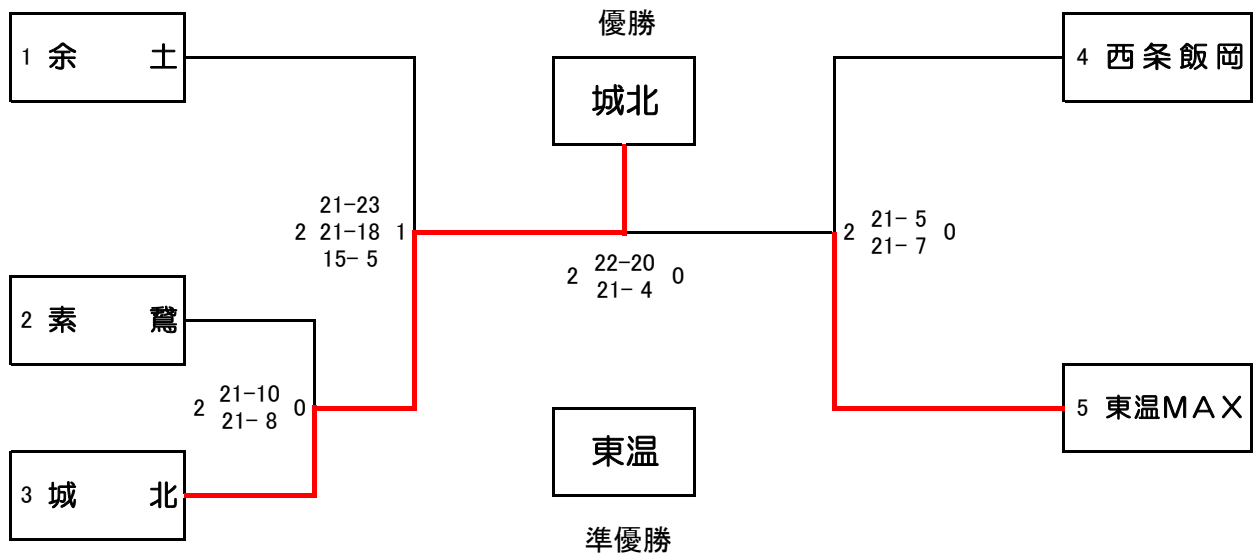 優勝
1 余 土
4 西条飯岡
城北
21-23
2 21-18 1
15- 5
2 21- 5 0
21- 7
2 22-20 0
21- 4
2 素 鵞
2 21-10 0
21- 8
5 東温MAX
東温
3 城 北
準優勝